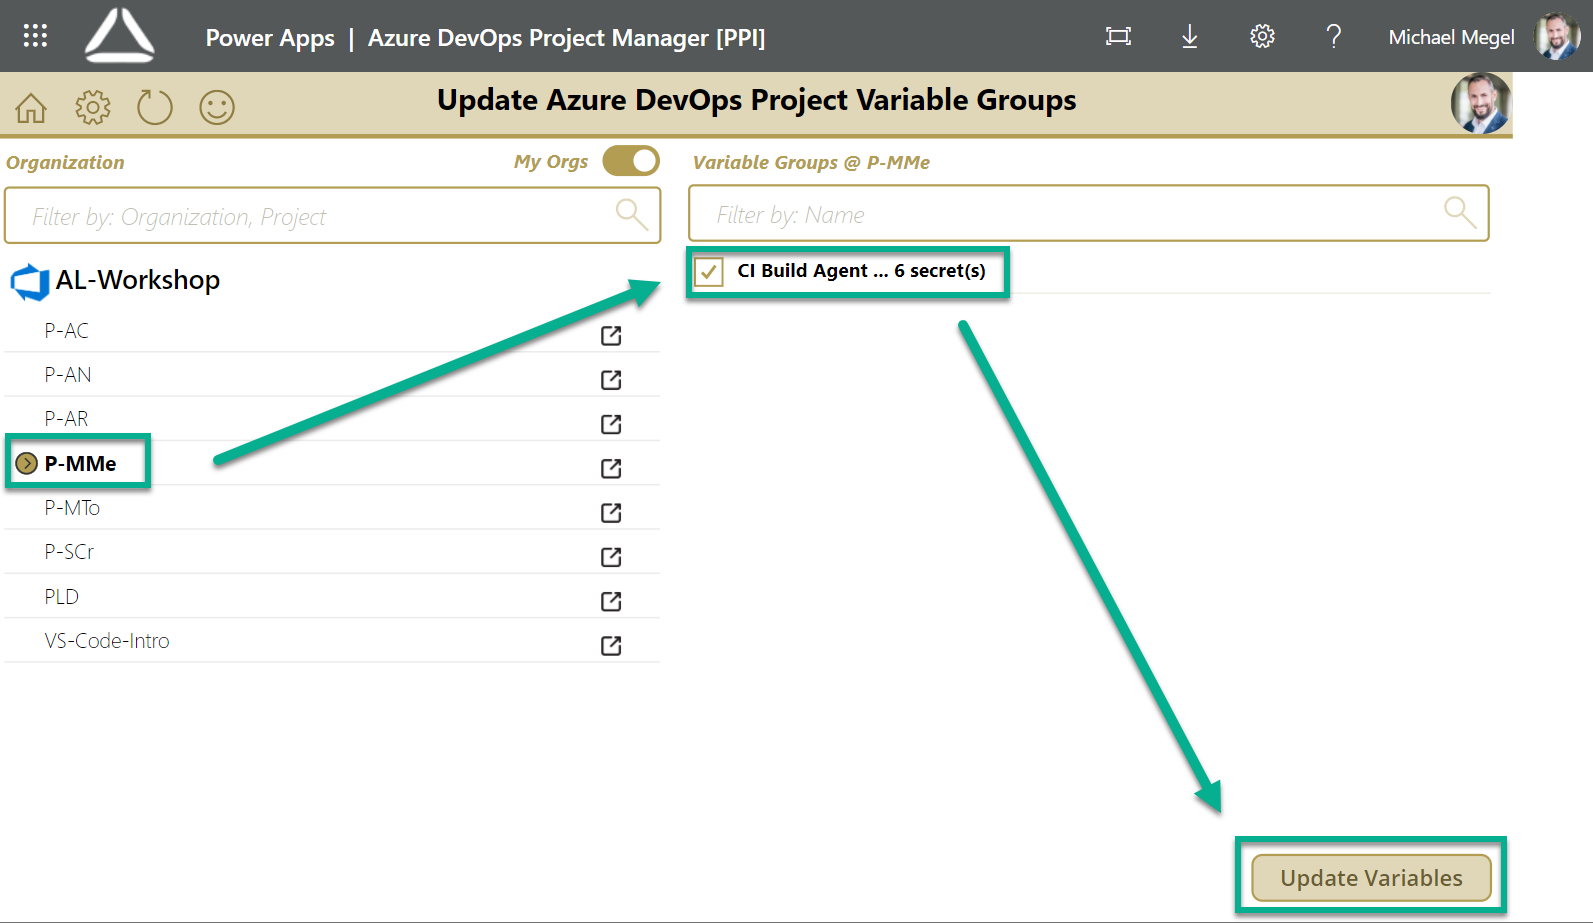 Power Apps | Azure DevOps Project Manager [PPI]
Michael Megel
Update Azure DevOps Project Variable Groups
Organization
My Orgs
Filter by: Organization, Project
AL-Workshop
P-AC
P-AN
P-AR
P-MMe
P-MTo
P-SCr
PLD
VS-Code-Intro
Variable Groups @ P-MMe
Filter by: Name
CI Build Agent ... 6 secret(s)
Update Variables